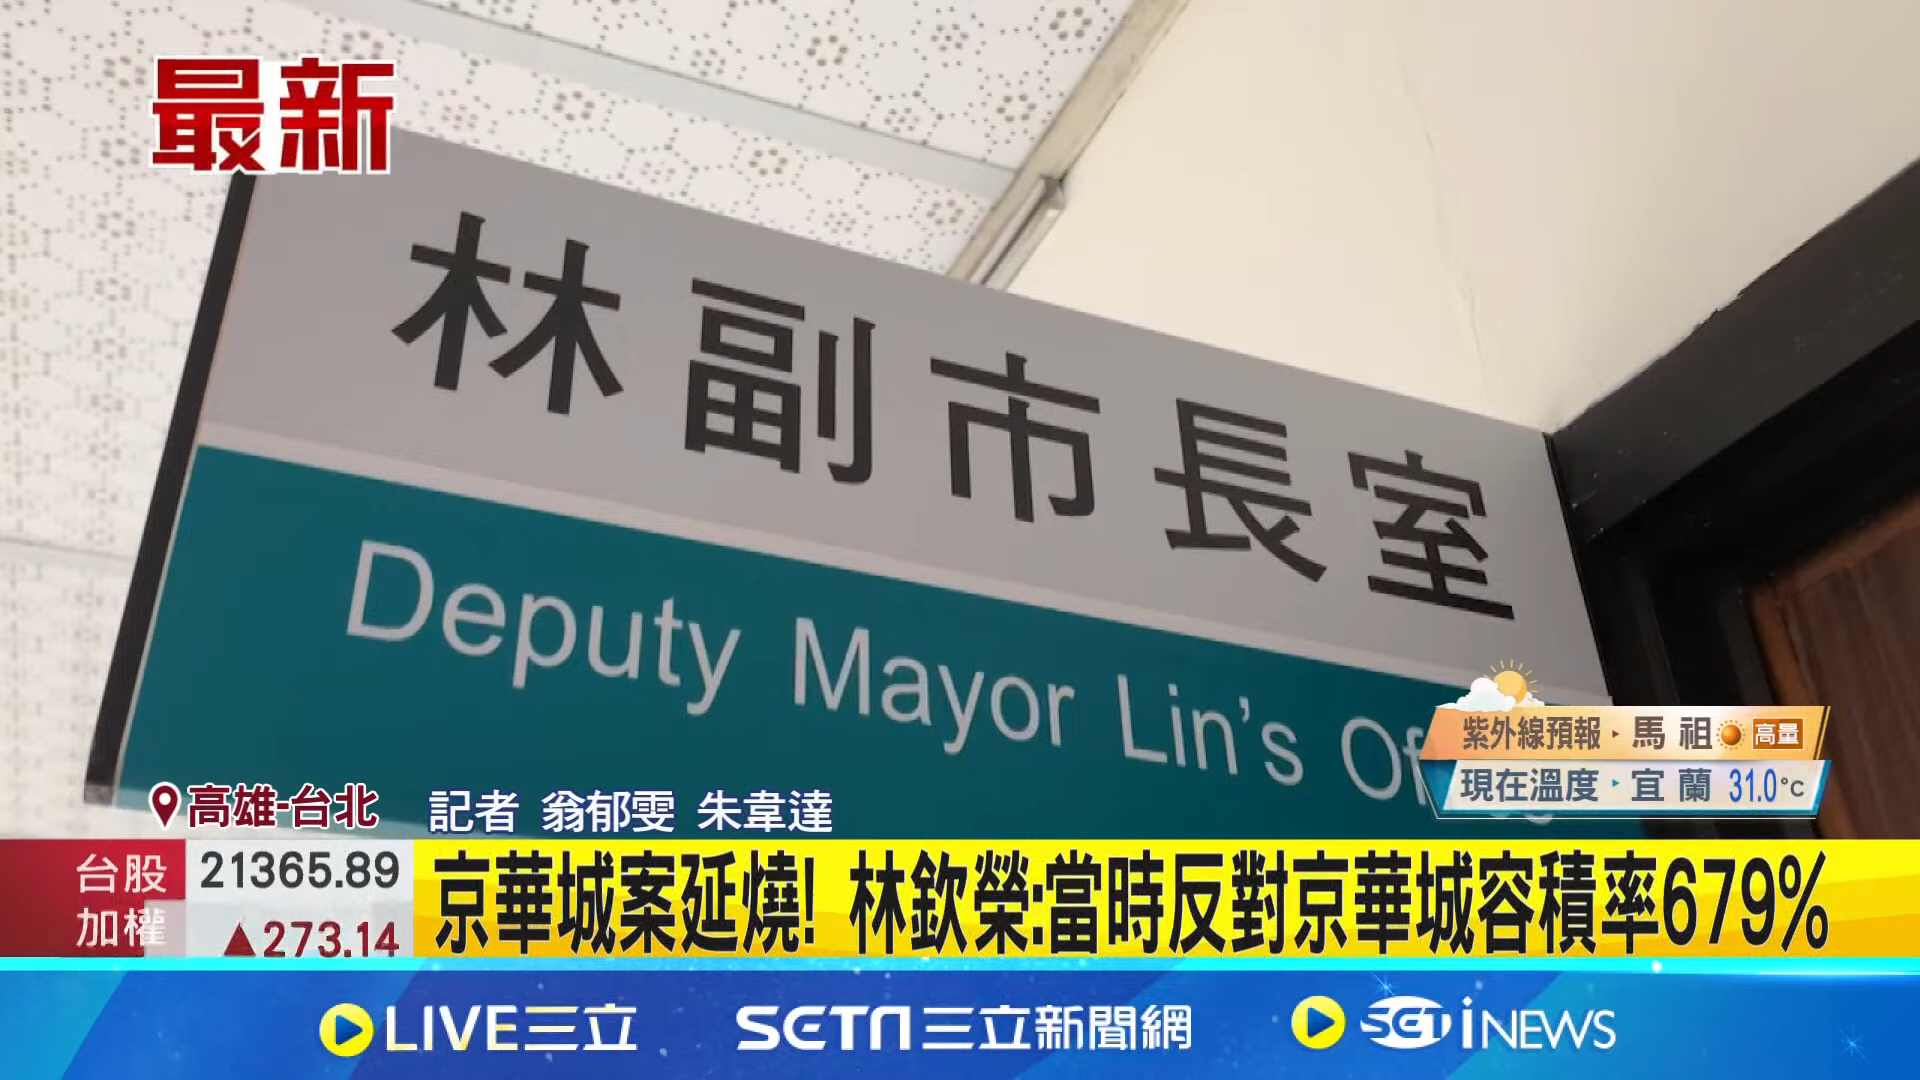 最新
林副市長室
Deputy Mayor Lin's Of
紫外線預報 馬祖 高量
現在溫度 宜蘭 31.0°C
高雄-台北
記者 翁郁雯 朱韋達
台股加權 21365.89 ▲273.14
京華城案延燒! 林欽榮:當時反對京華城容積率679%
LIVE三立 SETN三立新聞網 SET iNEWS